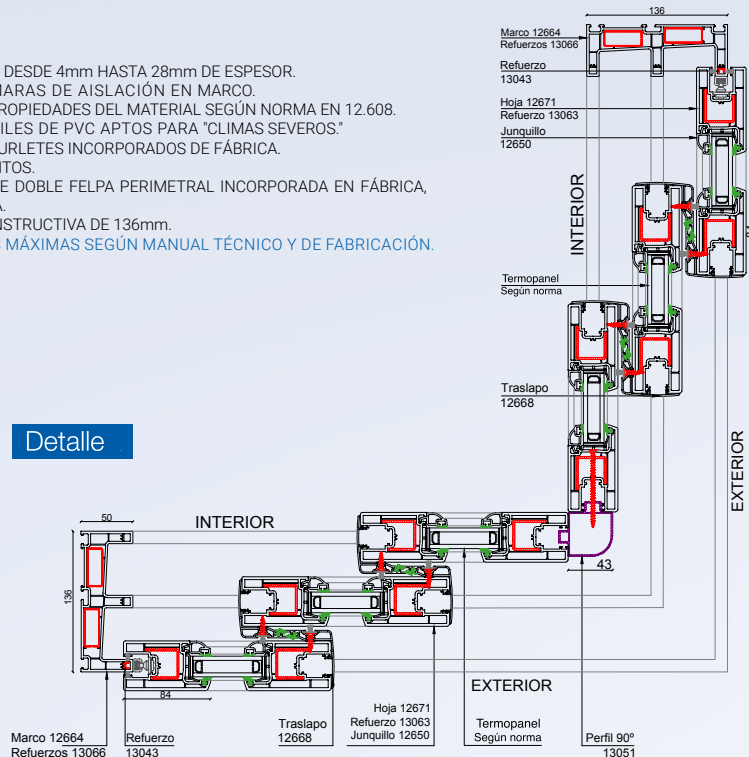 DESDE 4mm HASTA 28mm DE ESPESOR.
ARAS DE AISLACIÓN EN MARCO.
ROPIEDADES DEL MATERIAL SEGÚN NORMA EN 12.608.
ILES DE PVC APTOS PARA "CLIMAS SEVEROS."
URLETES INCORPORADOS DE FÁBRICA.
TOS.
E DOBLE FELPA PERIMETRAL INCORPORADA EN FÁBRICA,
A.
NSTRUCTIVA DE 136mm.
S MÁXIMAS SEGÚN MANUAL TÉCNICO Y DE FABRICACIÓN.
136
Marco 12664
Refuerzos 13066
Refuerzo
13043
Hoja 12671
Refuerzo 13063
Junquillo
12650
INTERIOR
Termopanel
Según norma
Traslapo
12668
EXTERIOR
Detalle
50
INTERIOR
136
43
84
EXTERIOR
Marco 12664
Refuerzos 13066
Refuerzo
13043
Traslapo
12668
Hoja 12671
Refuerzo 13063
Junquillo 12650
Termopanel
Según norma
Perfil 90º
13051